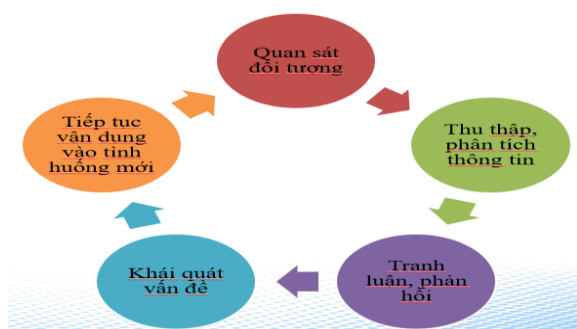 Quan sát
đối tượng
Thu thập,
phân tích
thông tin
Tranh
luận, phản
hồi
Khái quát
vấn đề
Tiếp tục
vận dụng
vào tình
huống mới